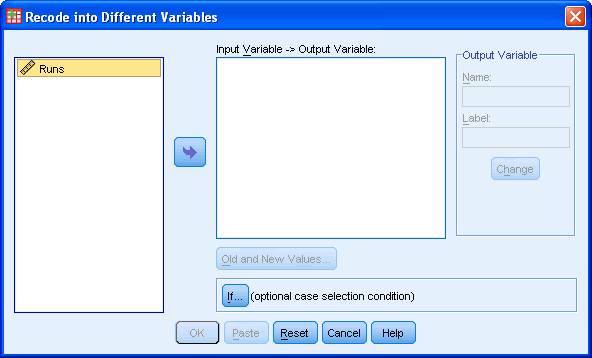 Recode into Different Variables
Input Variable -> Output Variable:
Runs
Output Variable
Name:
Label:
Change
Old and New Values...
If... (optional case selection condition)
OK Paste Reset Cancel Help